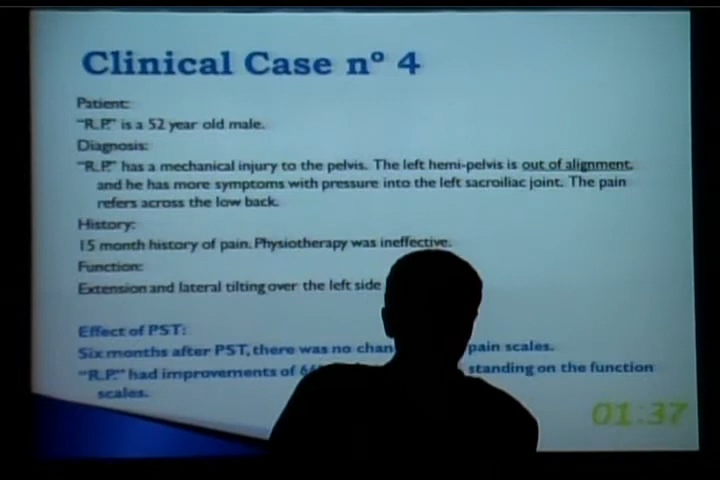 Clinical Case nº 4
Patient:
"R.P." is a 52 year old male.
Diagnosis:
"R.P." has a mechanical injury to the pelvis. The left hemi-pelvis is out of alignment,
and he has more symptoms with pressure into the left sacroiliac joint. The pain
refers across the low back.
History:
15 month history of pain. Physiotherapy was ineffective.
Function:
Extension and lateral tilting over the left side
Effect of PST:
Six months after PST, there was no pain scales.
"R.P." had improvements of standing on the function
scales.
01:37